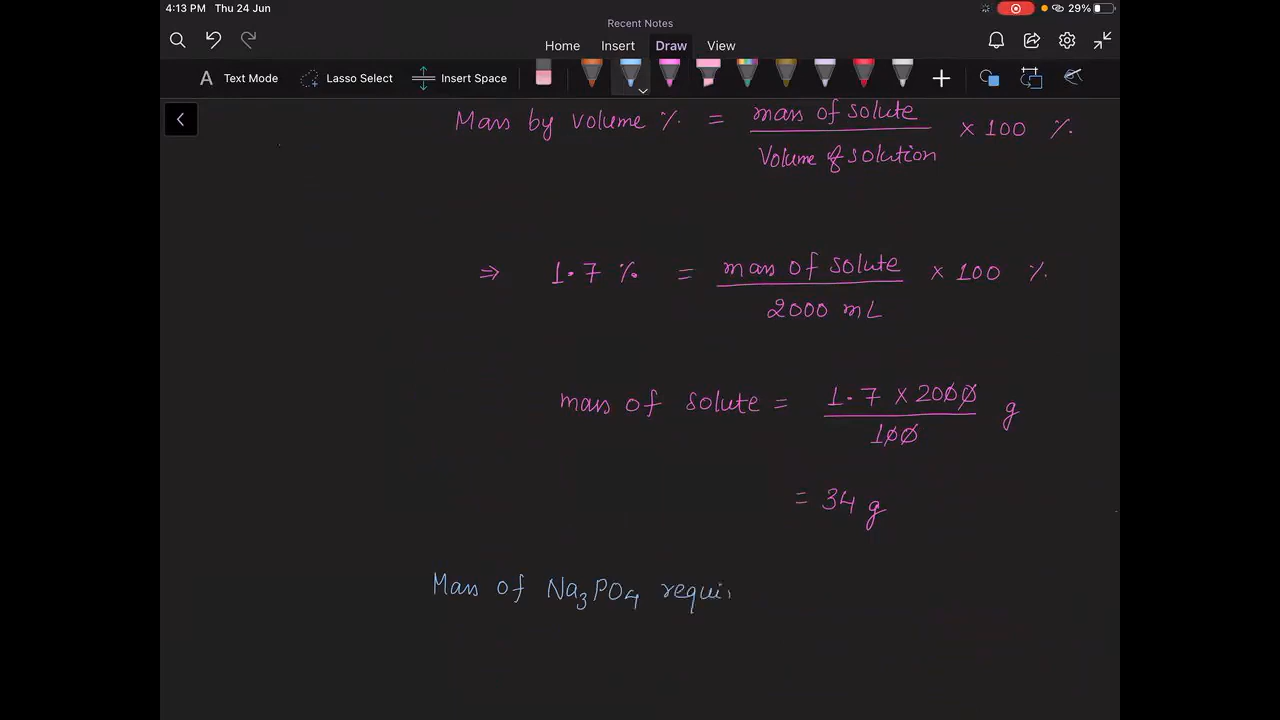 4:13 PM Thu 24 Jun
29%
Recent Notes
Home Insert Draw View
Text Mode Lasso Select Insert Space
Mass by volume % = mass of solute / Volume of solution × 100 %
⇒ 1.7 % = mass of solute / 2000 mL × 100 %
mass of solute = 1.7 × 2000 / 100 g
= 34 g
Mass of Na₃PO₄ requi